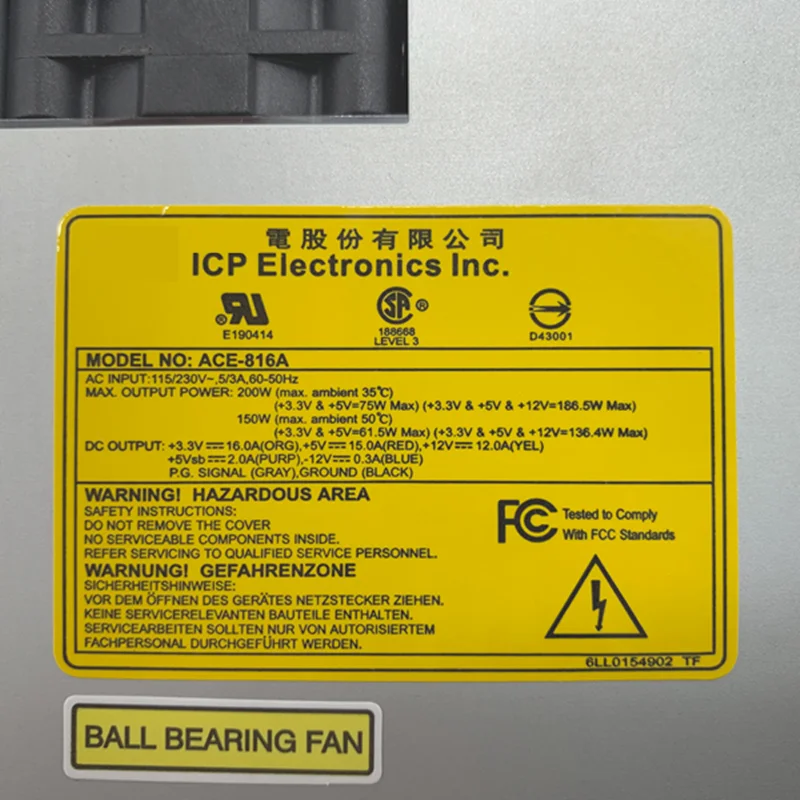 電股份有限公司
ICP Electronics Inc.
RU ®
E190414
SA ®
188668
LEVEL 3
D43001
MODEL NO: ACE-816A
AC INPUT:115/230V~,5/3A,60-50Hz
MAX. OUTPUT POWER: 200W (max. ambient 35℃)
(+3.3V & +5V=75W Max) (+3.3V & +5V & +12V=186.5W Max)
150W (max. ambient 50℃)
(+3.3V & +5V=61.5W Max) (+3.3V & +5V & +12V=136.4W Max)
DC OUTPUT: +3.3V⎓16.0A(ORG),+5V⎓15.0A(RED),+12V⎓12.0A(YEL)
+5Vsb⎓2.0A(PURP),-12V⎓0.3A(BLUE)
P.G. SIGNAL (GRAY),GROUND (BLACK)
WARNING! HAZARDOUS AREA
SAFETY INSTRUCTIONS:
DO NOT REMOVE THE COVER
NO SERVICEABLE COMPONENTS INSIDE.
REFER SERVICING TO QUALIFIED SERVICE PERSONNEL.
WARNUNG! GEFAHRENZONE
SICHERHEITSHINWEISE:
VOR DEM ÖFFNEN DES GERÄTES NETZSTECKER ZIEHEN.
KEINE SERVICERELEVANTEN BAUTEILE ENTHALTEN.
SERVICEARBEITEN SOLLTEN NUR VON AUTORISIERTEM
FACHPERSONAL DURCHGEFÜHRT WERDEN.
FCC Tested to Comply
With FCC Standards
6LL0154902 TF
BALL BEARING FAN